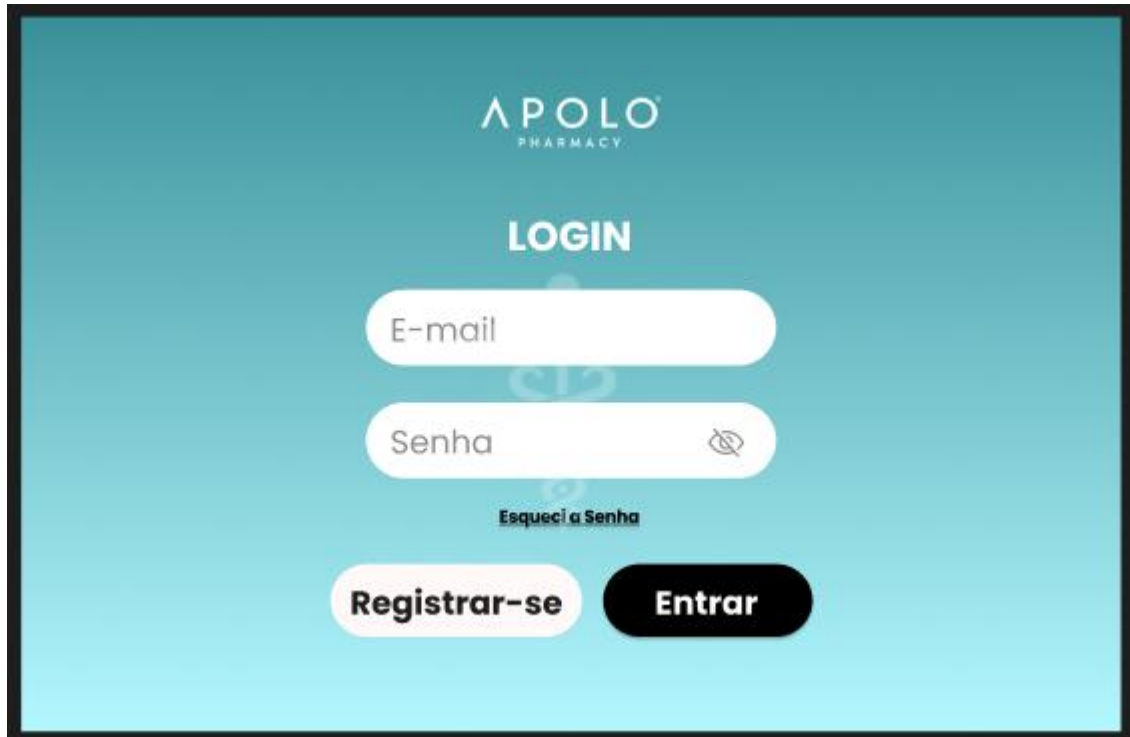 APOLO
PHARMACY
LOGIN
E-mail
Senha
Esqueci a Senha
Registrar-se Entrar